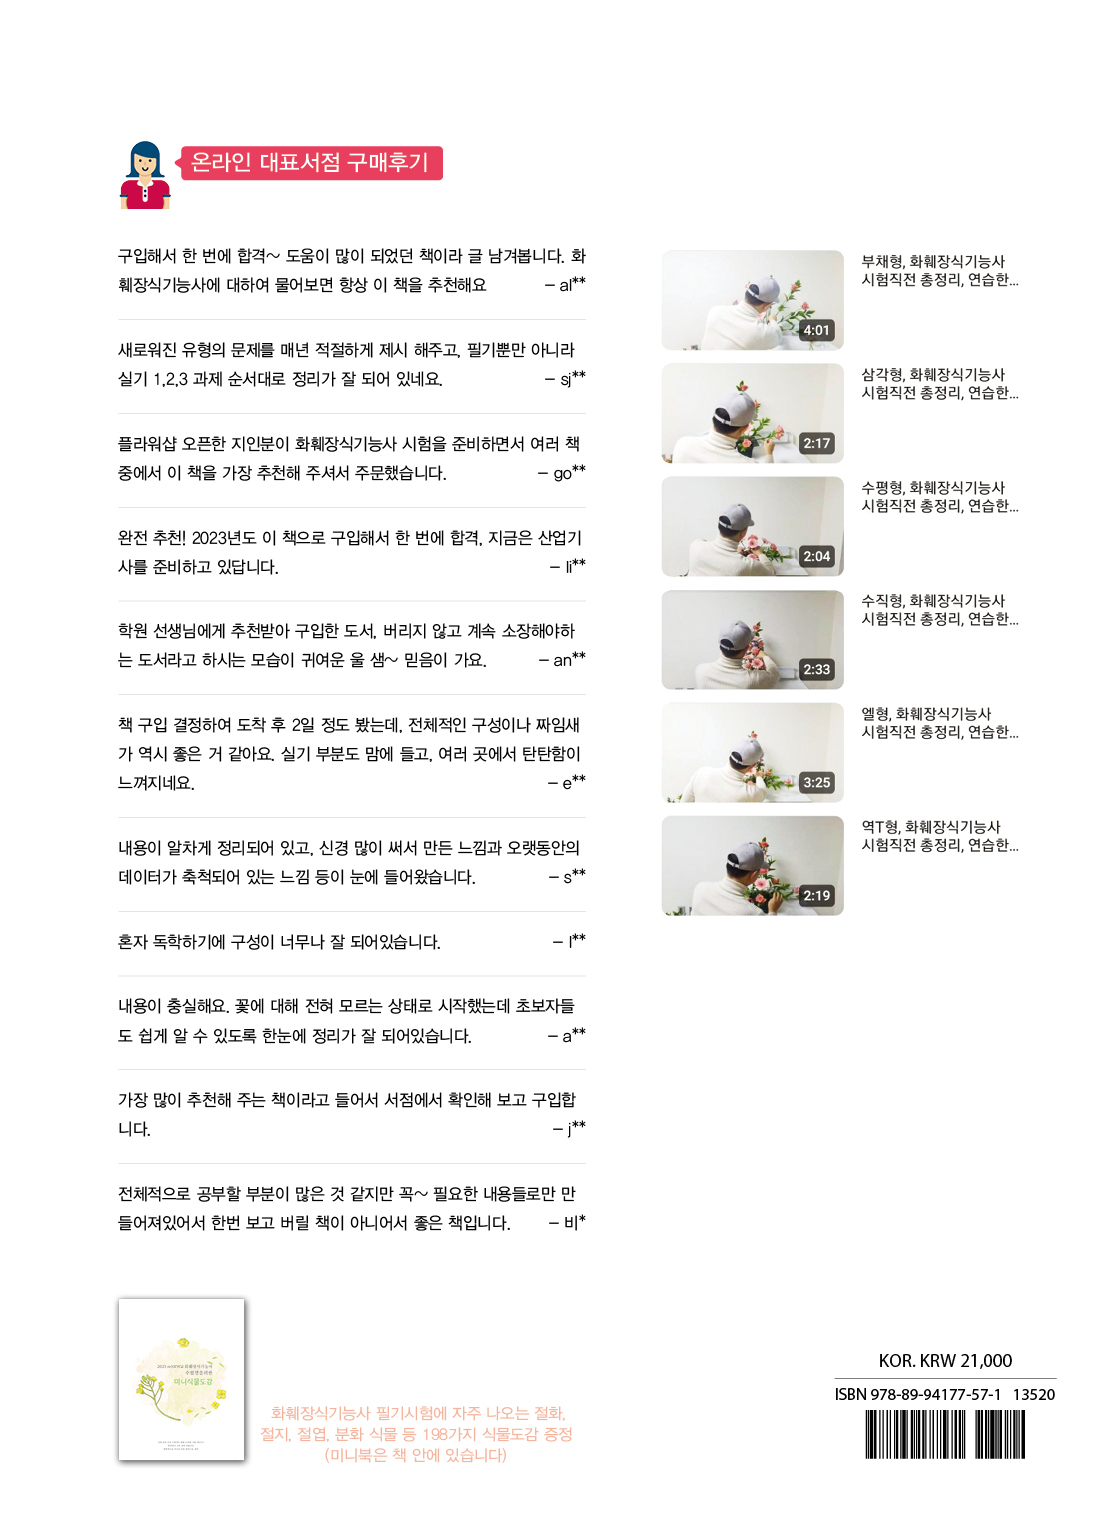 온라인 대표서점 구매후기
구입해서 한 번에 합격~ 도움이 많이 되었던 책이라 글 남겨봅니다. 화
훼장식기능사에 대하여 물어보면 항상 이 책을 추천해요 – al**
새로워진 유형의 문제를 매년 적절하게 제시 해주고, 필기뿐만 아니라
실기 1,2,3 과제 순서대로 정리가 잘 되어 있네요. – sj**
플라워샵 오픈한 지인분이 화훼장식기능사 시험을 준비하면서 여러 책
중에서 이 책을 가장 추천해 주셔서 주문했습니다. – go**
완전 추천! 2023년도 이 책으로 구입해서 한 번에 합격, 지금은 산업기
사를 준비하고 있답니다. – li**
학원 선생님에게 추천받아 구입한 도서, 버리지 않고 계속 소장해야하
는 도서라고 하시는 모습이 귀여운 울 샘~ 믿음이 가요. – an**
책 구입 결정하여 도착 후 2일 정도 봤는데, 전체적인 구성이나 짜임새
가 역시 좋은 거 같아요. 실기 부분도 맘에 들고, 여러 곳에서 탄탄함이
느껴지네요. – e**
내용이 알차게 정리되어 있고, 신경 많이 써서 만든 느낌과 오랫동안의
데이터가 축척되어 있는 느낌 등이 눈에 들어왔습니다. – s**
혼자 독학하기에 구성이 너무나 잘 되어있습니다. – l**
내용이 충실해요. 꽃에 대해 전혀 모르는 상태로 시작했는데 초보자들
도 쉽게 알 수 있도록 한눈에 정리가 잘 되어있습니다. – a**
가장 많이 추천해 주는 책이라고 들어서 서점에서 확인해 보고 구입합
니다. – j**
전체적으로 공부할 부분이 많은 것 같지만 꼭~ 필요한 내용들로만 만
들어져있어서 한번 보고 버릴 책이 아니어서 좋은 책입니다. – 비*
4:01
부채형, 화훼장식기능사
시험직전 총정리, 연습한...
2:17
삼각형, 화훼장식기능사
시험직전 총정리, 연습한...
2:04
수평형, 화훼장식기능사
시험직전 총정리, 연습한...
2:33
수직형, 화훼장식기능사
시험직전 총정리, 연습한...
3:25
엘형, 화훼장식기능사
시험직전 총정리, 연습한...
2:19
역T형, 화훼장식기능사
시험직전 총정리, 연습한...
미니식물도감
화훼장식기능사 필기시험에 자주 나오는 절화,
절지, 절엽, 분화 식물 등 198가지 식물도감 증정
(미니북은 책 안에 있습니다)
KOR. KRW 21,000
ISBN 978-89-94177-57-1 13520